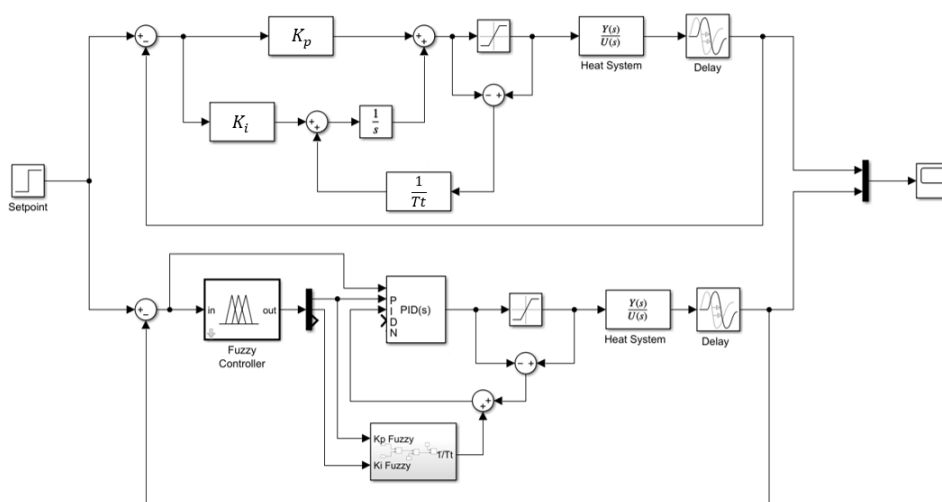 K_p
Y(s)
U(s)
Heat System
Delay
K_i
1
s
1
Tt
Setpoint
in
out
Fuzzy
Controller
P
I
D
N
PID(s)
Y(s)
U(s)
Heat System
Delay
Kp Fuzzy
Ki Fuzzy
1/Tt